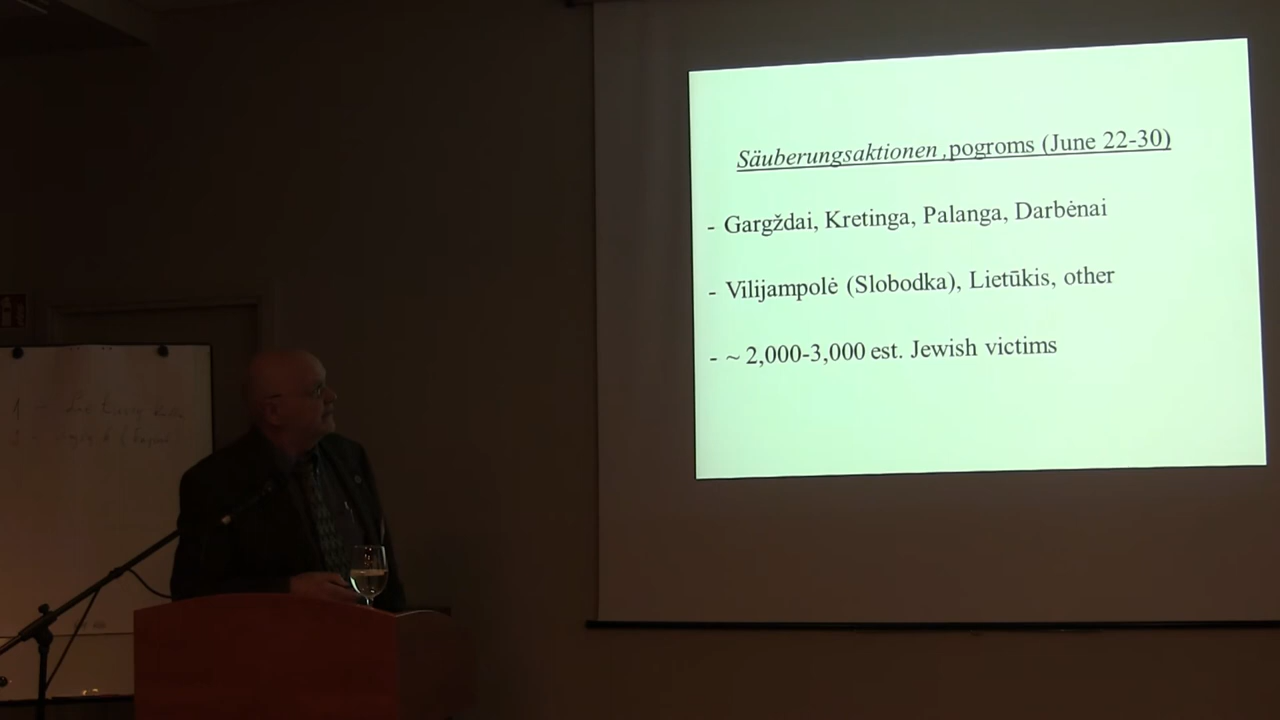 Säuberungsaktionen ,pogroms (June 22-30)
- Gargždai, Kretinga, Palanga, Darbėnai
- Vilijampolė (Slobodka), Lietūkis, other
- ~ 2,000-3,000 est. Jewish victims